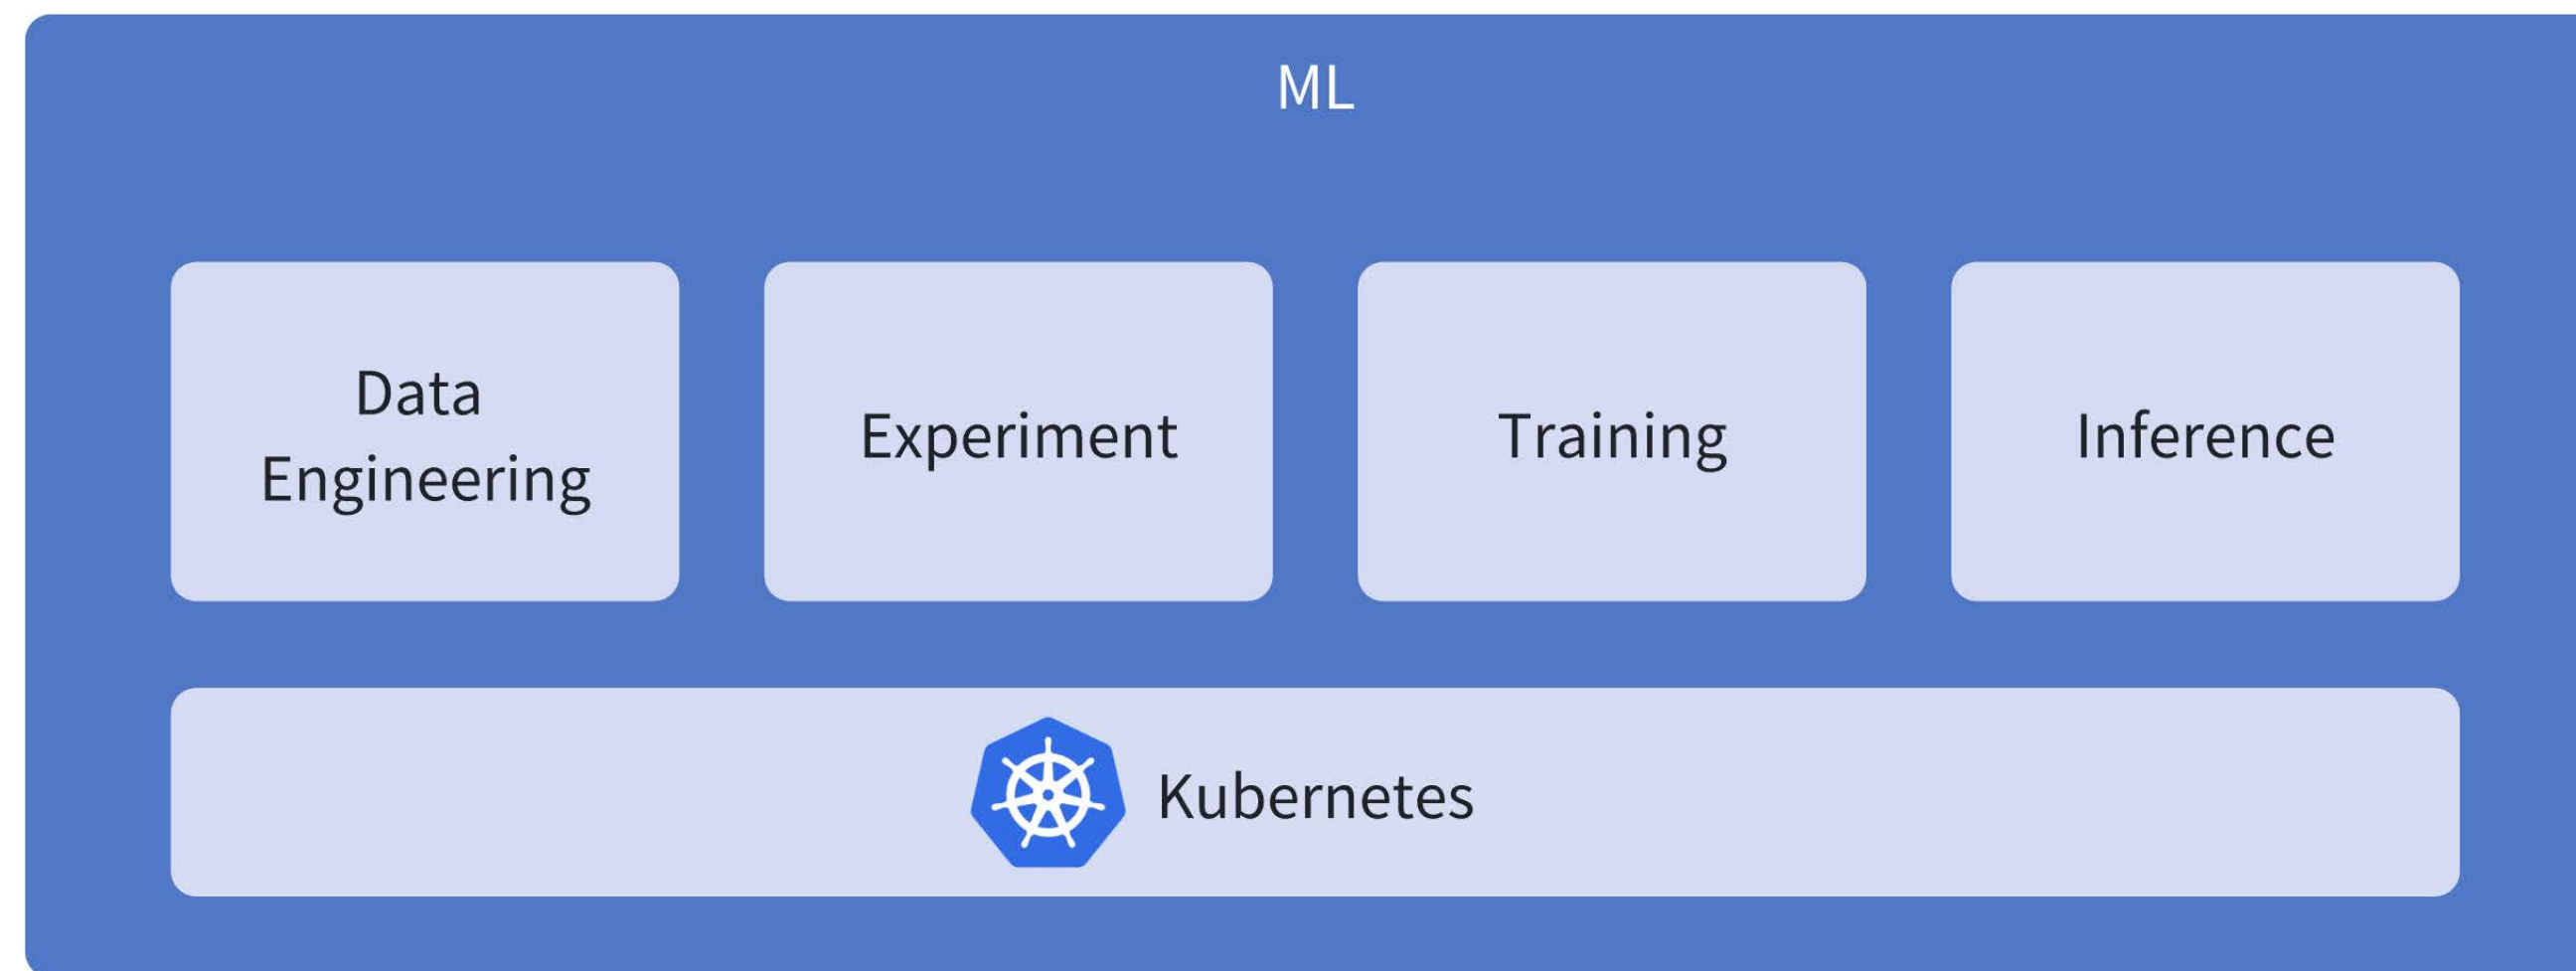 ML
Data
Engineering
Experiment
Training
Inference
Kubernetes